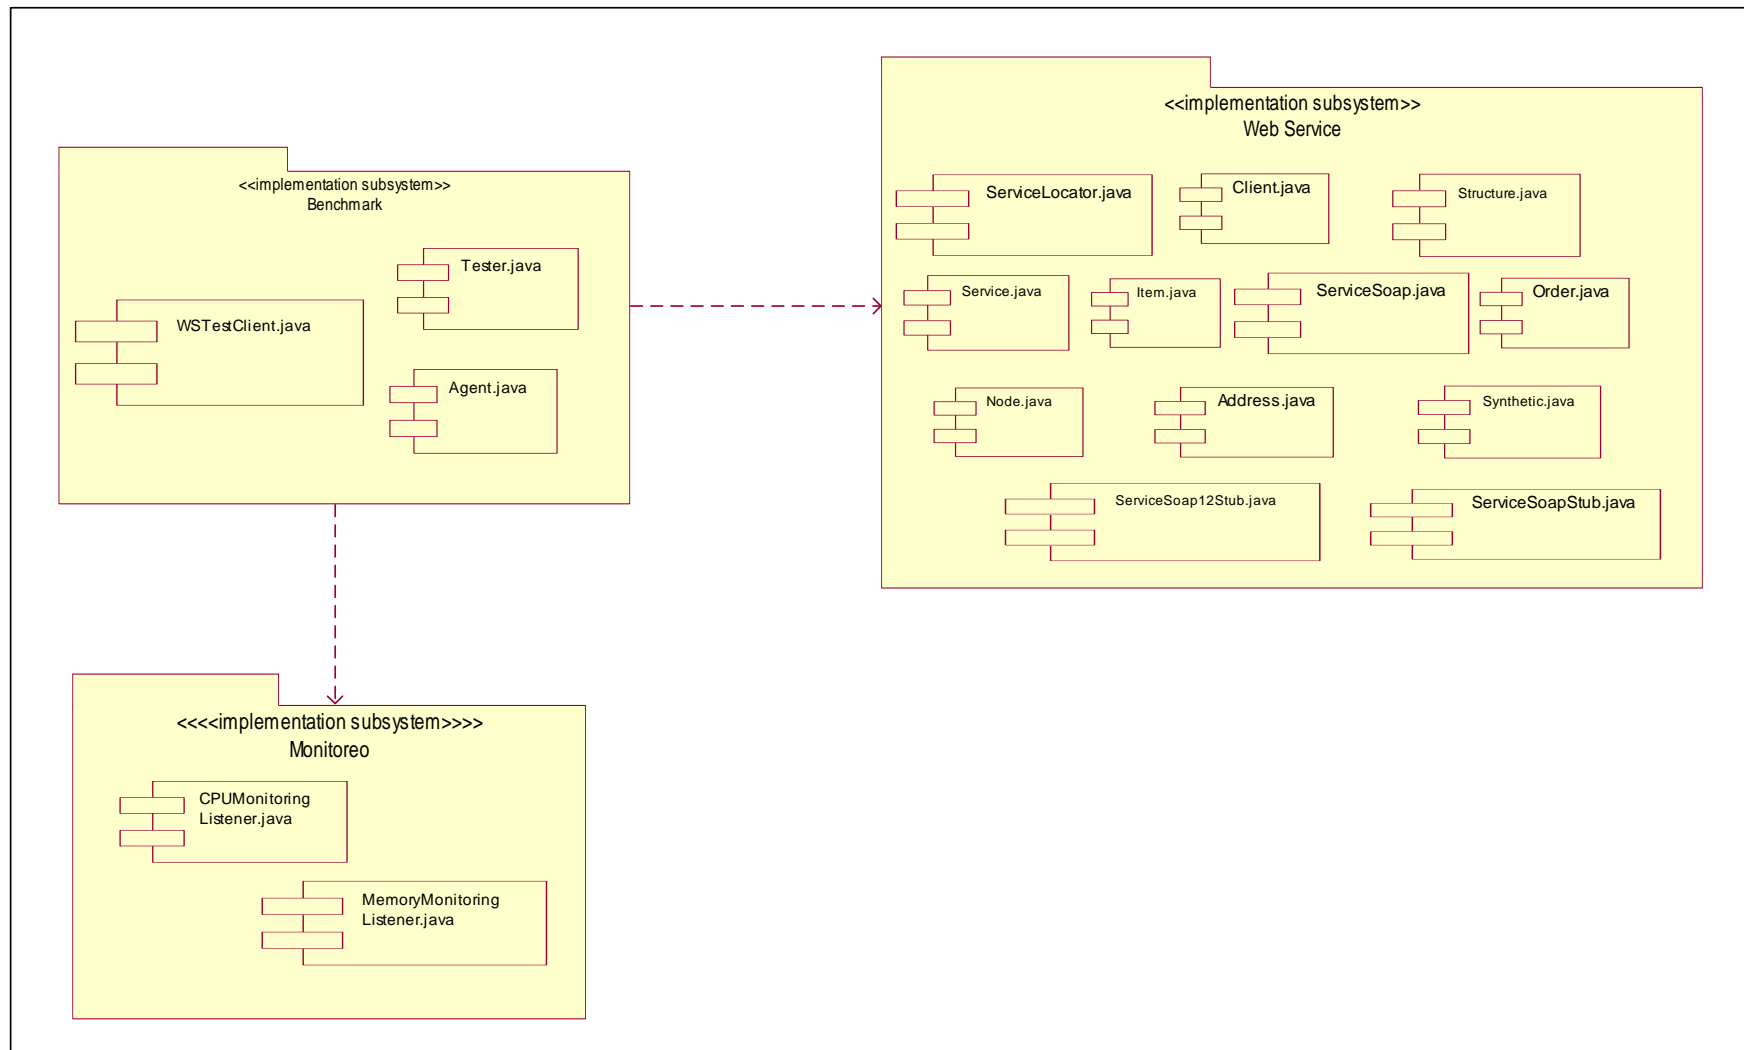 <<implementation subsystem>>
Benchmark
Tester.java
WSTestClient.java
Agent.java
<<implementation subsystem>>
Web Service
ServiceLocator.java
Client.java
Structure.java
Service.java
Item.java
ServiceSoap.java
Order.java
Node.java
Address.java
Synthetic.java
ServiceSoap12Stub.java
ServiceSoapStub.java
<<<<implementation subsystem>>>>
Monitoreo
CPUMonitoring
Listener.java
MemoryMonitoring
Listener.java